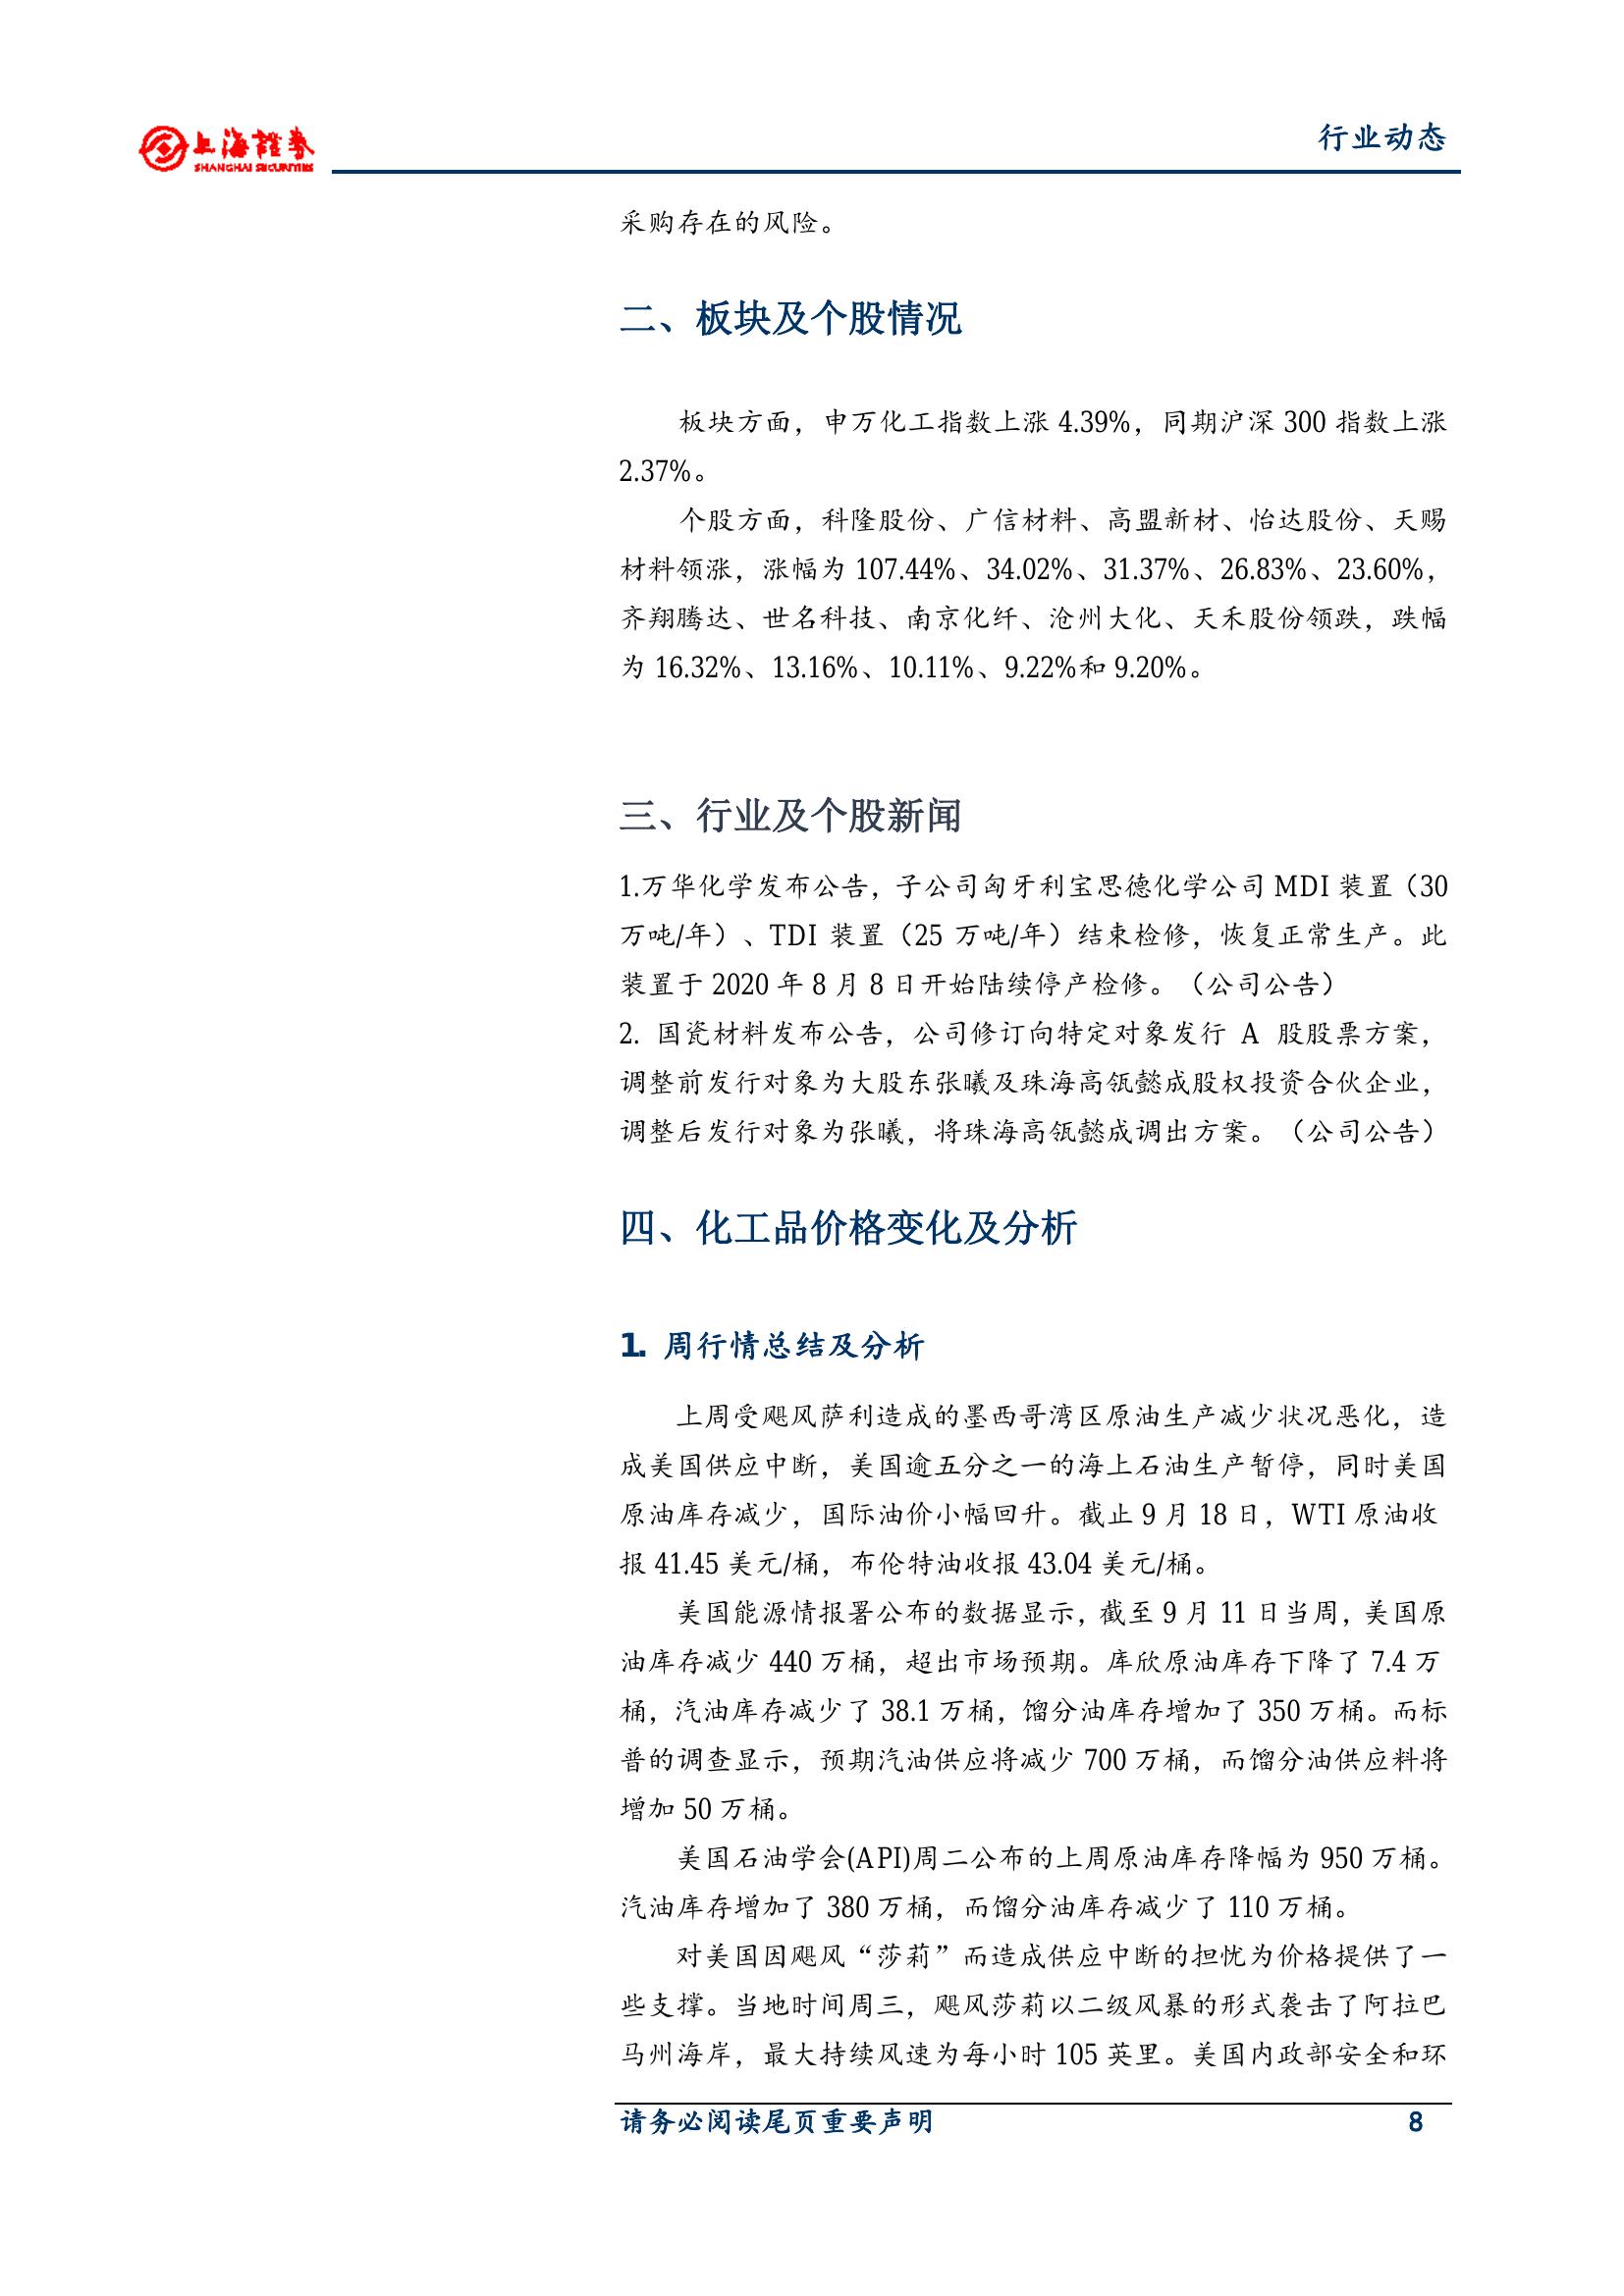 上海證券
SHANGHAI SECURITIES
行业动态
采购存在的风险。
二、板块及个股情况
板块方面，申万化工指数上涨 4.39%，同期沪深 300 指数上涨
2.37%。
个股方面，科隆股份、广信材料、高盟新材、怡达股份、天赐
材料领涨，涨幅为 107.44%、34.02%、31.37%、26.83%、23.60%，
齐翔腾达、世名科技、南京化纤、沧州大化、天禾股份领跌，跌幅
为 16.32%、13.16%、10.11%、9.22%和 9.20%。
三、行业及个股新闻
1.万华化学发布公告，子公司匈牙利宝思德化学公司 MDI 装置（30
万吨/年）、TDI 装置（25 万吨/年）结束检修，恢复正常生产。此
装置于 2020 年 8 月 8 日开始陆续停产检修。（公司公告）
2. 国瓷材料发布公告，公司修订向特定对象发行 A 股股票方案，
调整前发行对象为大股东张曦及珠海高瓴懿成股权投资合伙企业，
调整后发行对象为张曦，将珠海高瓴懿成调出方案。（公司公告）
四、化工品价格变化及分析
1. 周行情总结及分析
上周受飓风萨利造成的墨西哥湾区原油生产减少状况恶化，造
成美国供应中断，美国逾五分之一的海上石油生产暂停，同时美国
原油库存减少，国际油价小幅回升。截止 9 月 18 日，WTI 原油收
报 41.45 美元/桶，布伦特油收报 43.04 美元/桶。
美国能源情报署公布的数据显示，截至 9 月 11 日当周，美国原
油库存减少 440 万桶，超出市场预期。库欣原油库存下降了 7.4 万
桶，汽油库存减少了 38.1 万桶，馏分油库存增加了 350 万桶。而标
普的调查显示，预期汽油供应将减少 700 万桶，而馏分油供应料将
增加 50 万桶。
美国石油学会(API)周二公布的上周原油库存降幅为 950 万桶。
汽油库存增加了 380 万桶，而馏分油库存减少了 110 万桶。
对美国因飓风“莎莉”而造成供应中断的担忧为价格提供了一
些支撑。当地时间周三，飓风莎莉以二级风暴的形式袭击了阿拉巴
马州海岸，最大持续风速为每小时 105 英里。美国内政部安全和环
请务必阅读尾页重要声明
8